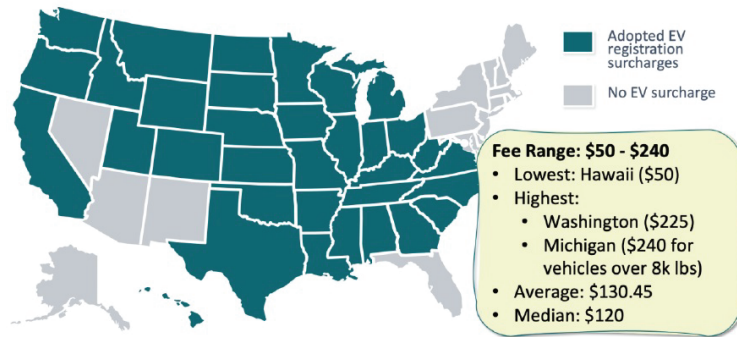 Adopted EV
registration
surcharges
No EV surcharge
Fee Range: $50 - $240
• Lowest: Hawaii ($50)
• Highest:
• Washington ($225)
• Michigan ($240 for
vehicles over 8k lbs)
• Average: $130.45
• Median: $120